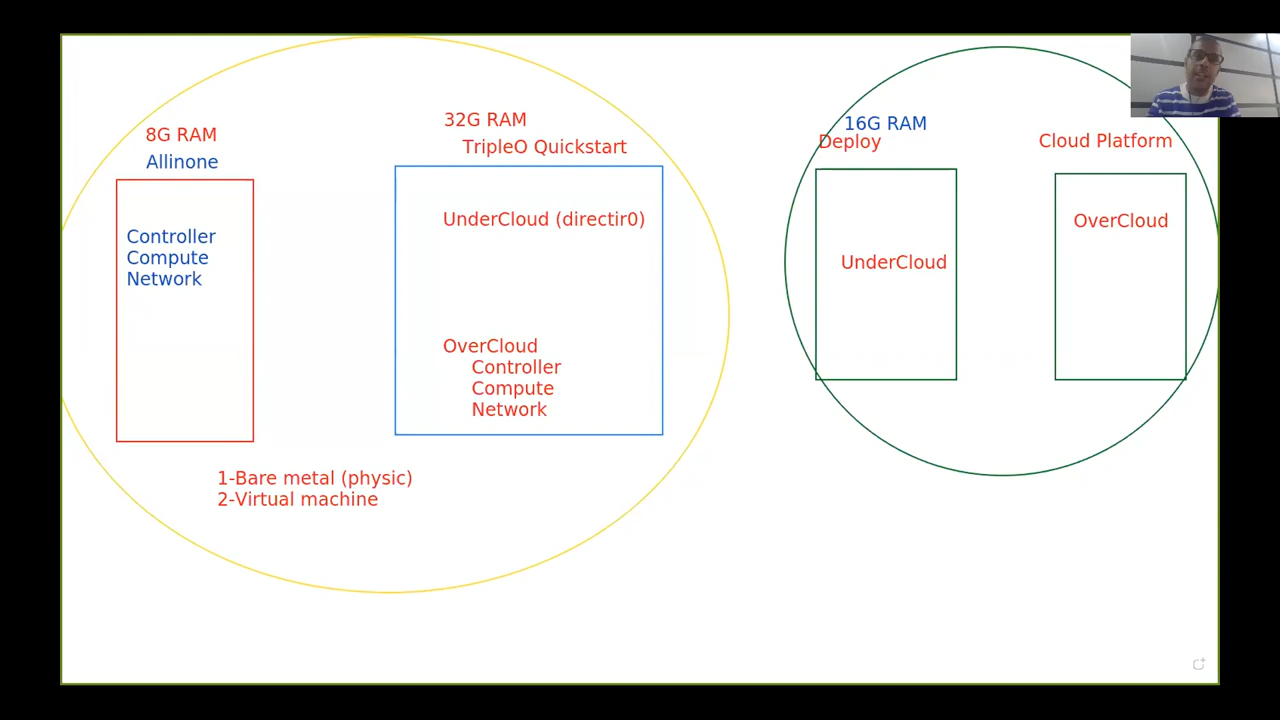 8G RAM
Allinone
Controller
Compute
Network
32G RAM
TripleO Quickstart
UnderCloud (directir0)
OverCloud
Controller
Compute
Network
1-Bare metal (physic)
2-Virtual machine
16G RAM
Deploy
UnderCloud
Cloud Platform
OverCloud